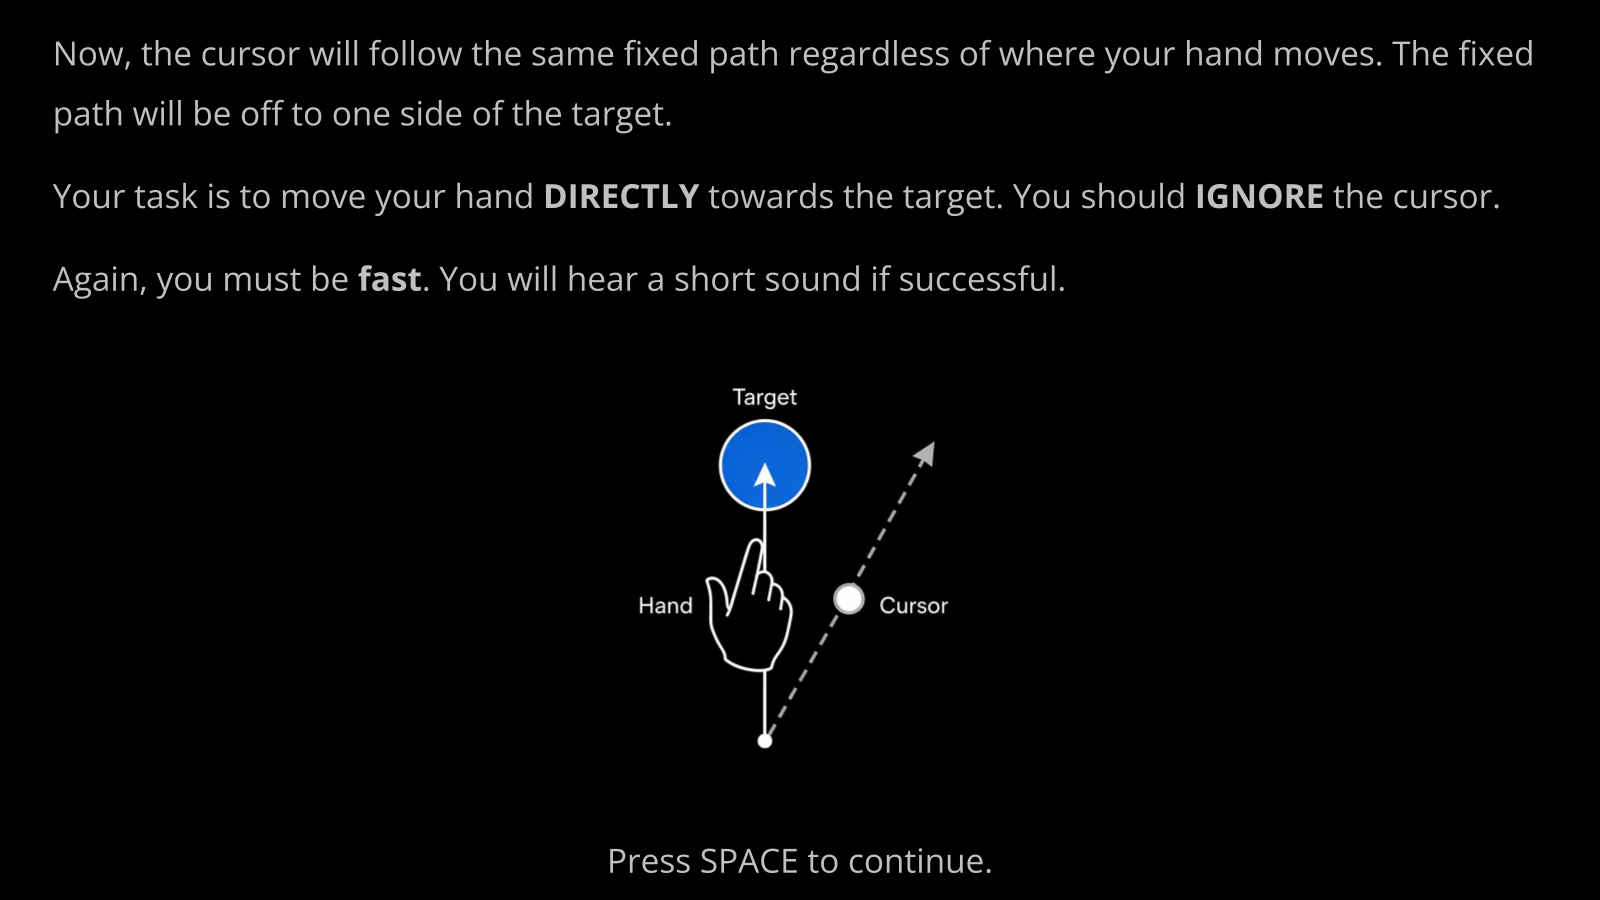 Now, the cursor will follow the same fixed path regardless of where your hand moves. The fixed
path will be off to one side of the target.
Your task is to move your hand DIRECTLY towards the target. You should IGNORE the cursor.
Again, you must be fast. You will hear a short sound if successful.
Target
Hand
Cursor
Press SPACE to continue.